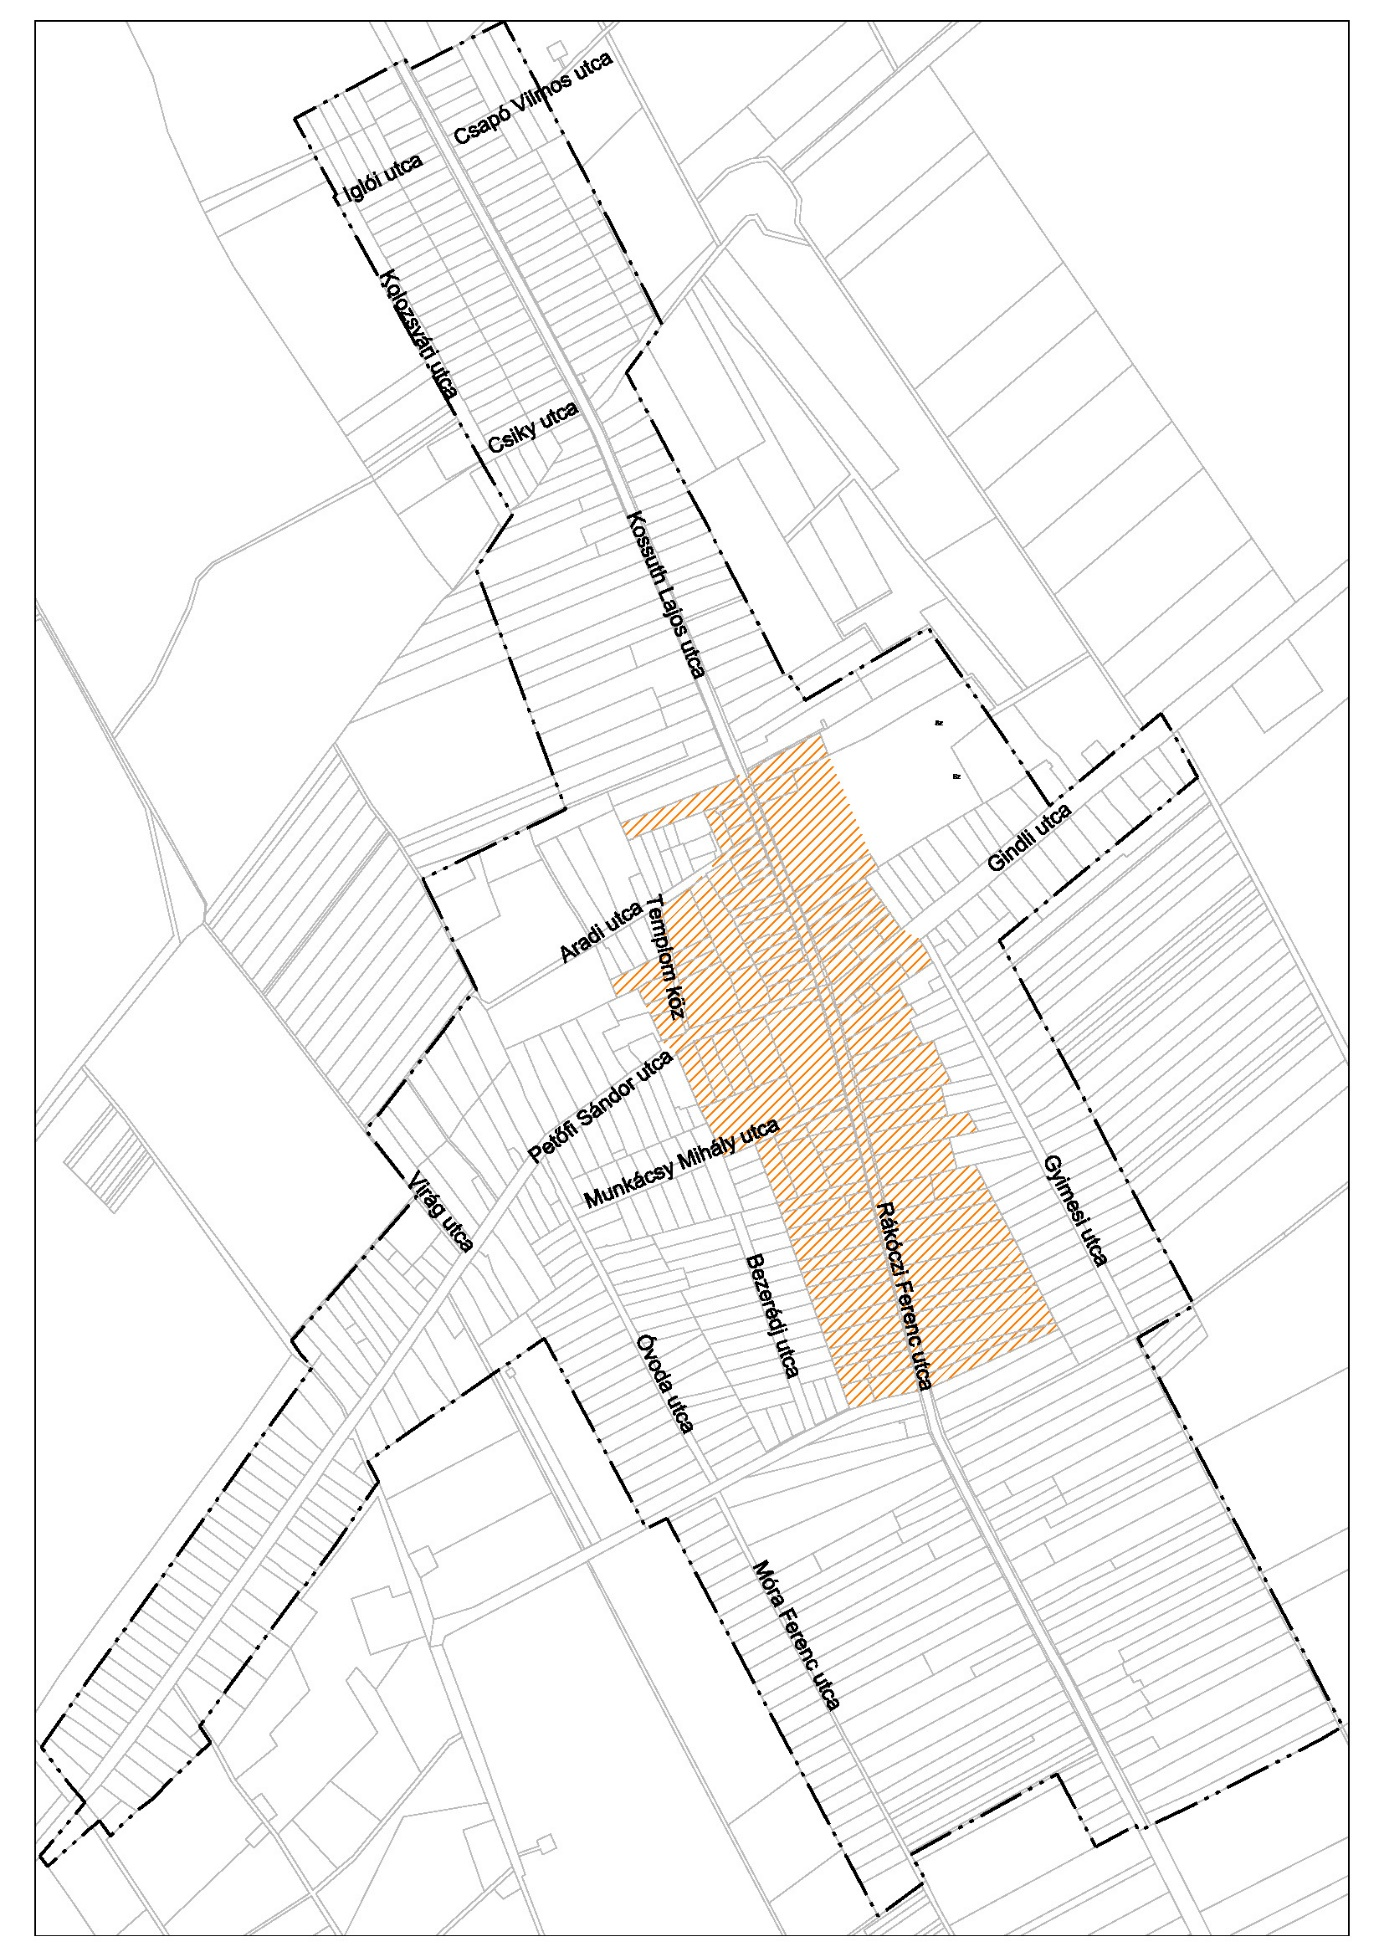 Csapó Vilmos utca
Iglói utca
Kolozsvári utca
Csiky utca
Kossuth Lajos utca
Gindli utca
Templom köz
Aradi utca
Petőfi Sándor utca
Munkácsy Mihály utca
Virág utca
Gyimesi utca
Rákóczi Ferenc utca
Bezerédj utca
Óvoda utca
Móra Ferenc utca